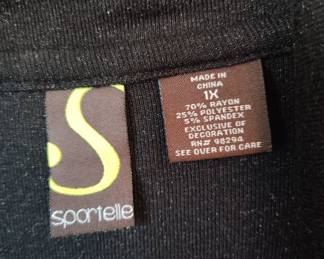 MADE IN
CHINA
1X
70% RAYON
25% POLYESTER
5% SPANDEX
EXCLUSIVE OF
DECORATION
RN# 98294
SEE OVER FOR CARE
S
sportelle